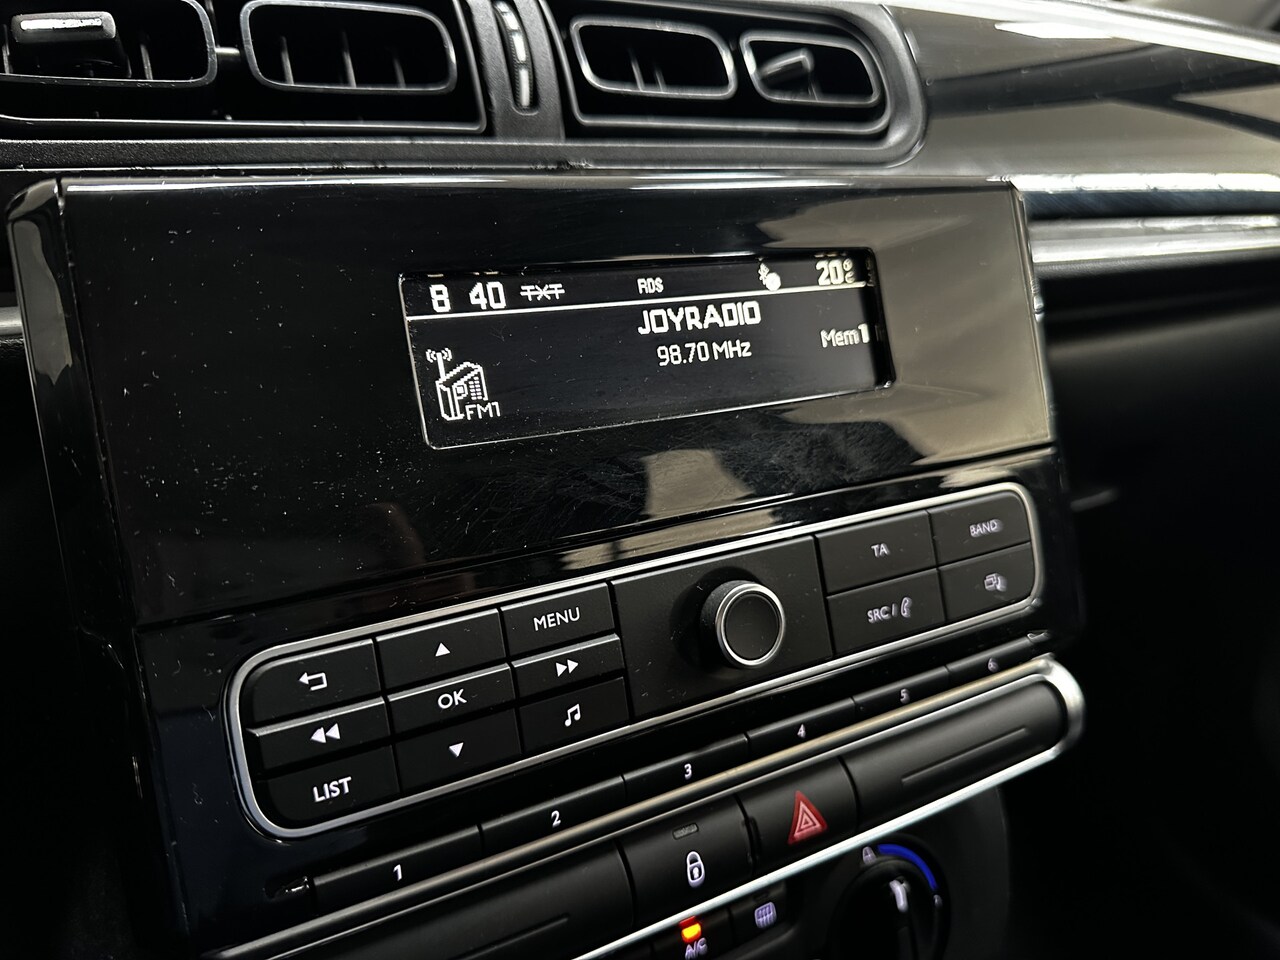 8 40 TXT RDS 20°C
JOYRADIO
98.70 MHz
Mem 1
FM1
MENU
OK
LIST
TA
BAND
SRC /
1 2 3 4 5 6
A/C